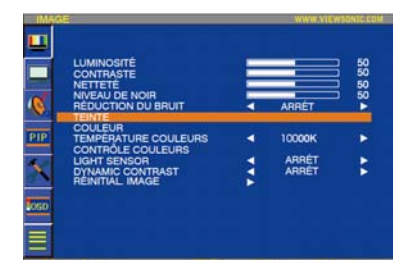 IMAGE WWW.VIEWSONIC.COM
LUMINOSITÉ 50
CONTRASTE 50
NETTETÉ 50
NIVEAU DE NOIR 50
RÉDUCTION DU BRUIT ARRÊT
TEINTE
COULEUR
TEMPÉRATURE COULEURS 10000K
CONTRÔLE COULEURS
LIGHT SENSOR ARRÊT
DYNAMIC CONTRAST ARRÊT
RÉINITIAL. IMAGE
PIP
OSD